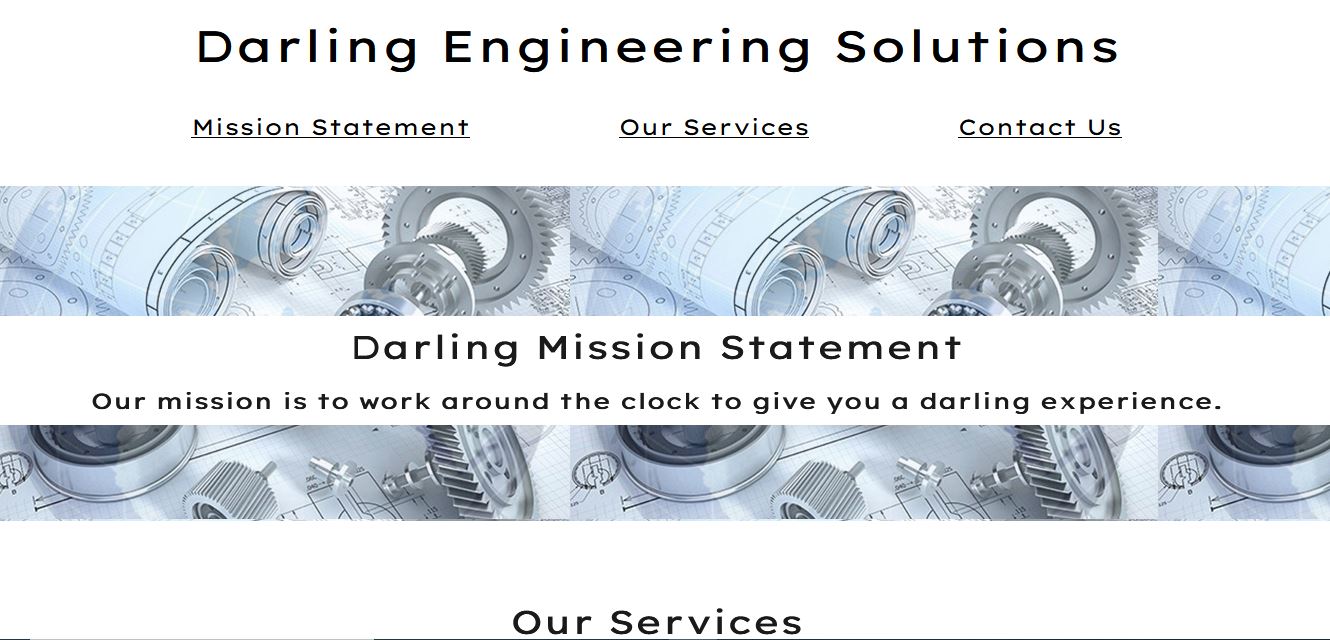 Darling Engineering Solutions
Mission Statement
Our Services
Contact Us
Darling Mission Statement
Our mission is to work around the clock to give you a darling experience.
Our Services